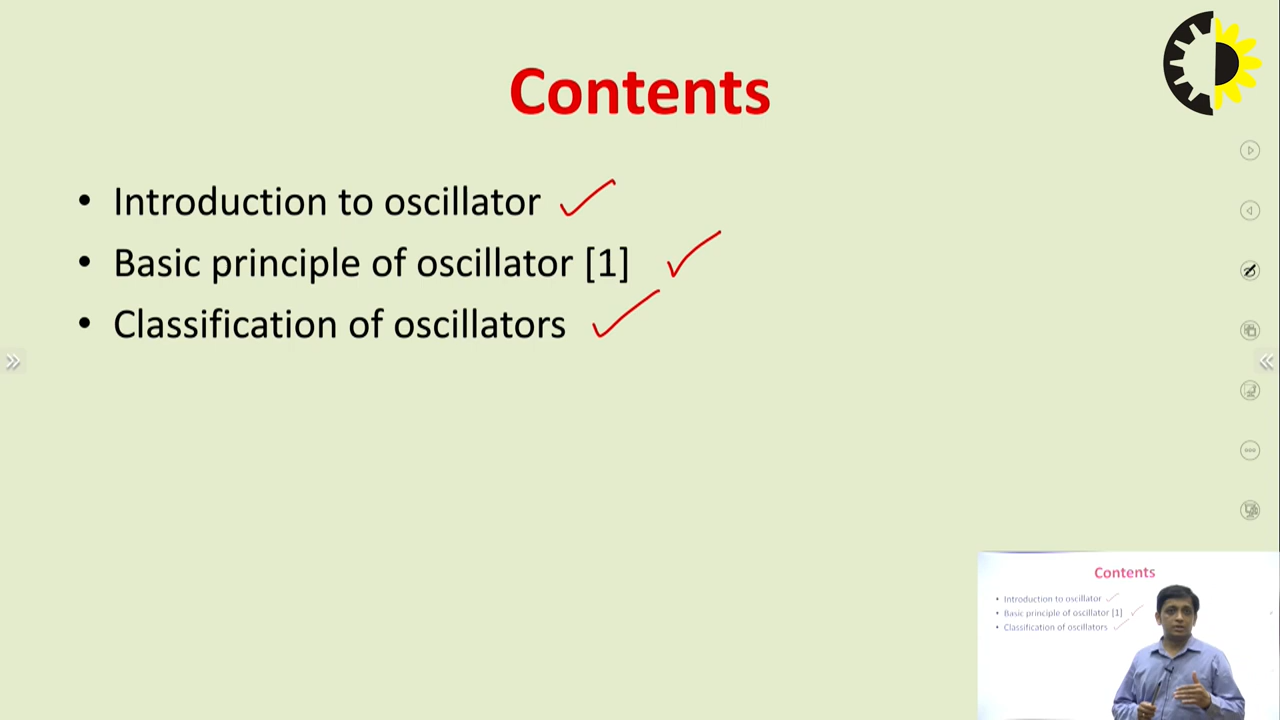 Contents
• Introduction to oscillator
• Basic principle of oscillator [1]
• Classification of oscillators
Contents
• Introduction to oscillator
• Basic principle of oscillator [1]
• Classification of oscillators